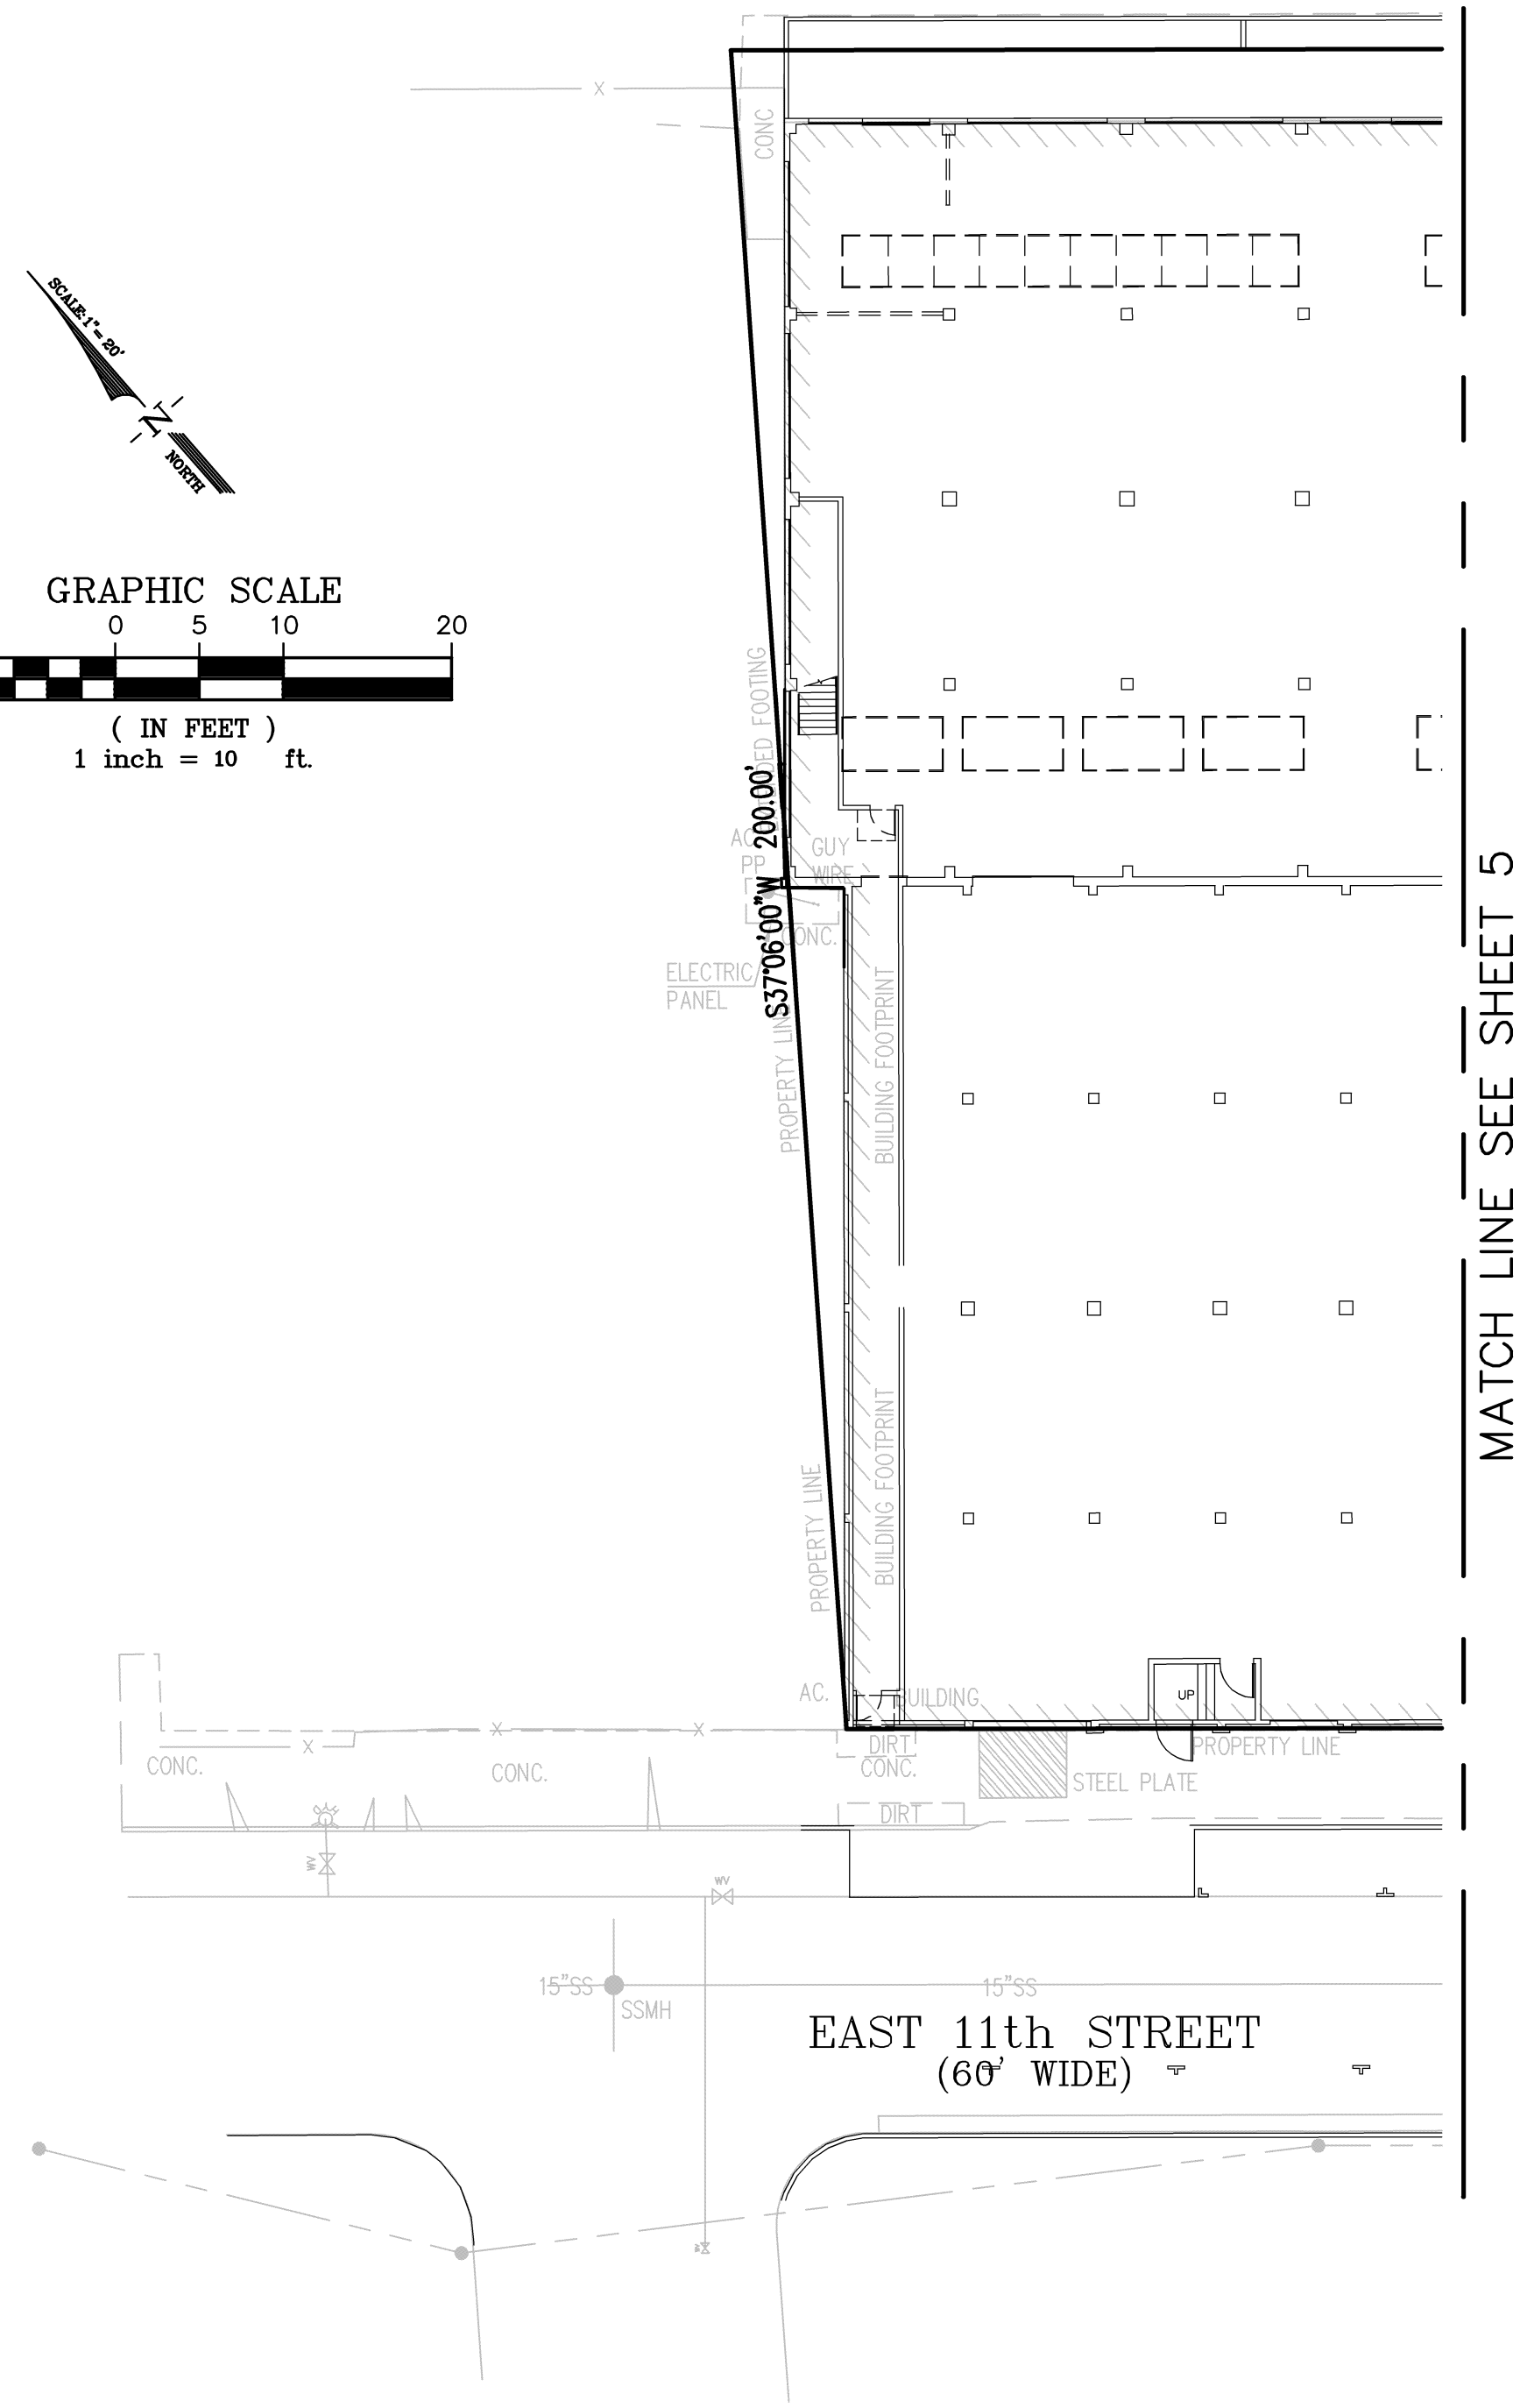 CONC
SCALE: 1"= 20'
N
NORTH
GRAPHIC SCALE
0 5 10 20
( IN FEET )
1 inch = 10 ft.
FOOTING
S37°06'00"W 200.00'
AC
PP
GUY
WIRE
CONC.
ELECTRIC
PANEL
PROPERTY LINE
BUILDING FOOTPRINT
MATCH LINE SEE SHEET 5
PROPERTY LINE
BUILDING FOOTPRINT
AC.
BUILDING
UP
DIRT
CONC.
PROPERTY LINE
STEEL PLATE
CONC.
CONC.
DIRT
WV
WV
15"SS
15"SS
SSMH
EAST 11th STREET
(60' WIDE)